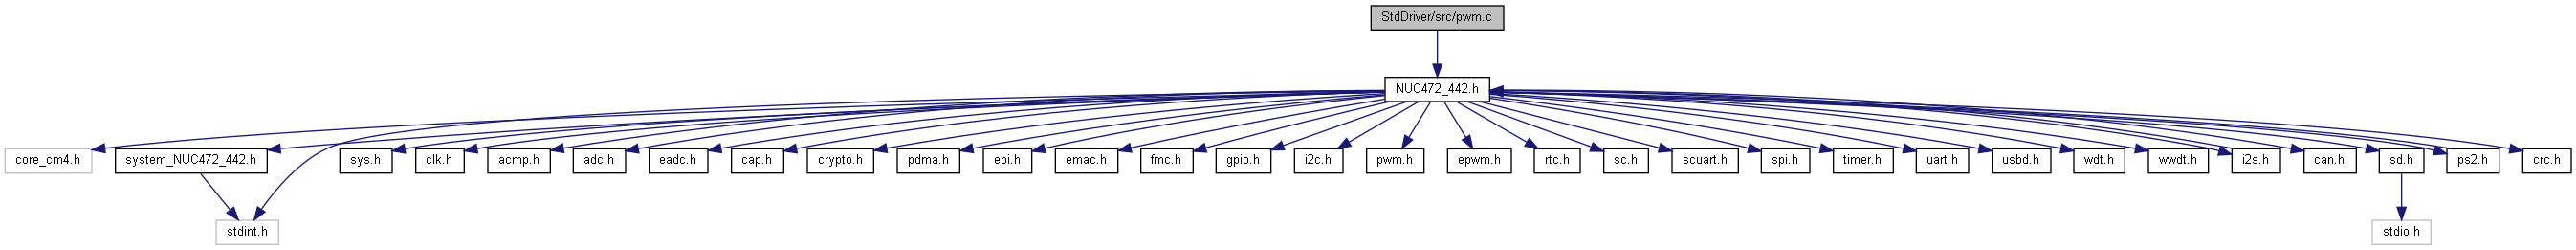 StdDriver/src/pwm.c
NUC472_442.h
core_cm4.h
system_NUC472_442.h
sys.h
clk.h
acmp.h
adc.h
eadc.h
cap.h
crypto.h
pdma.h
ebi.h
emac.h
fmc.h
gpio.h
i2c.h
pwm.h
epwm.h
rtc.h
sc.h
scuart.h
spi.h
timer.h
uart.h
usbd.h
wdt.h
wwdt.h
i2s.h
can.h
sd.h
ps2.h
crc.h
stdint.h
stdio.h